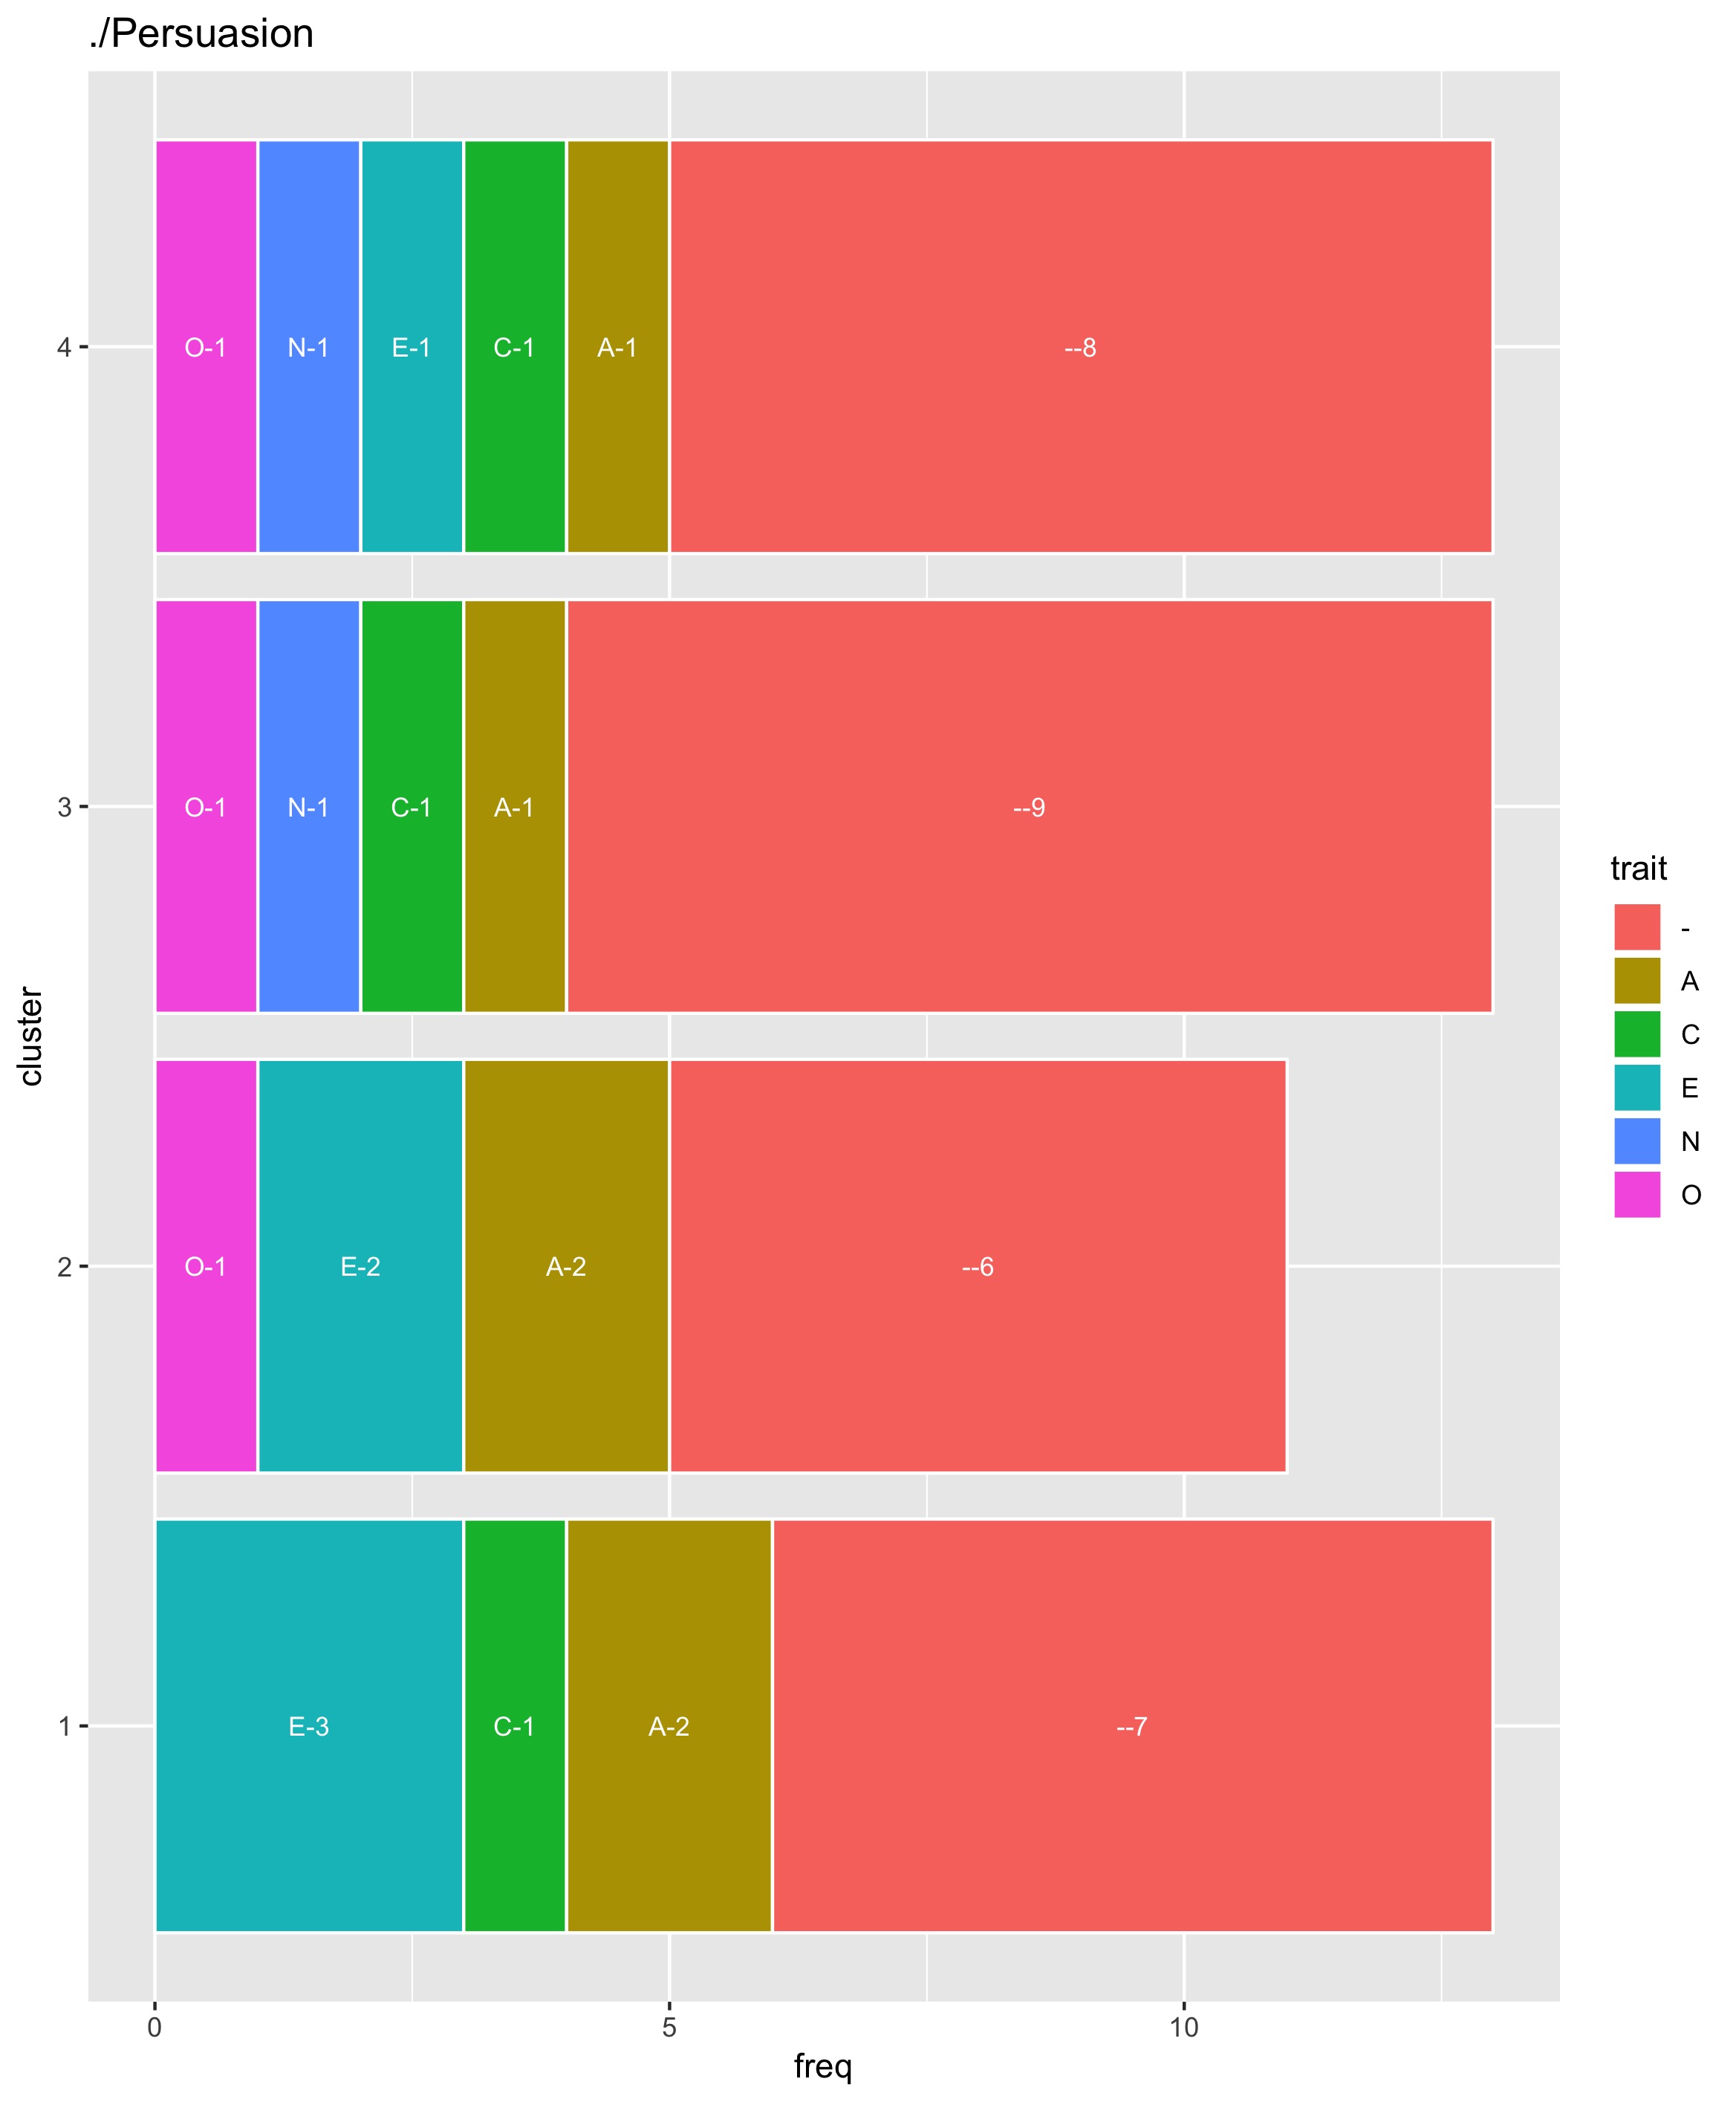 ./Persuasion
4
O-1 N-1 E-1 C-1 A-1 --8
3
O-1 N-1 C-1 A-1 --9
2
O-1 E-2 A-2 --6
1
E-3 C-1 A-2 --7
cluster
0 5 10
freq
trait
-
A
C
E
N
O